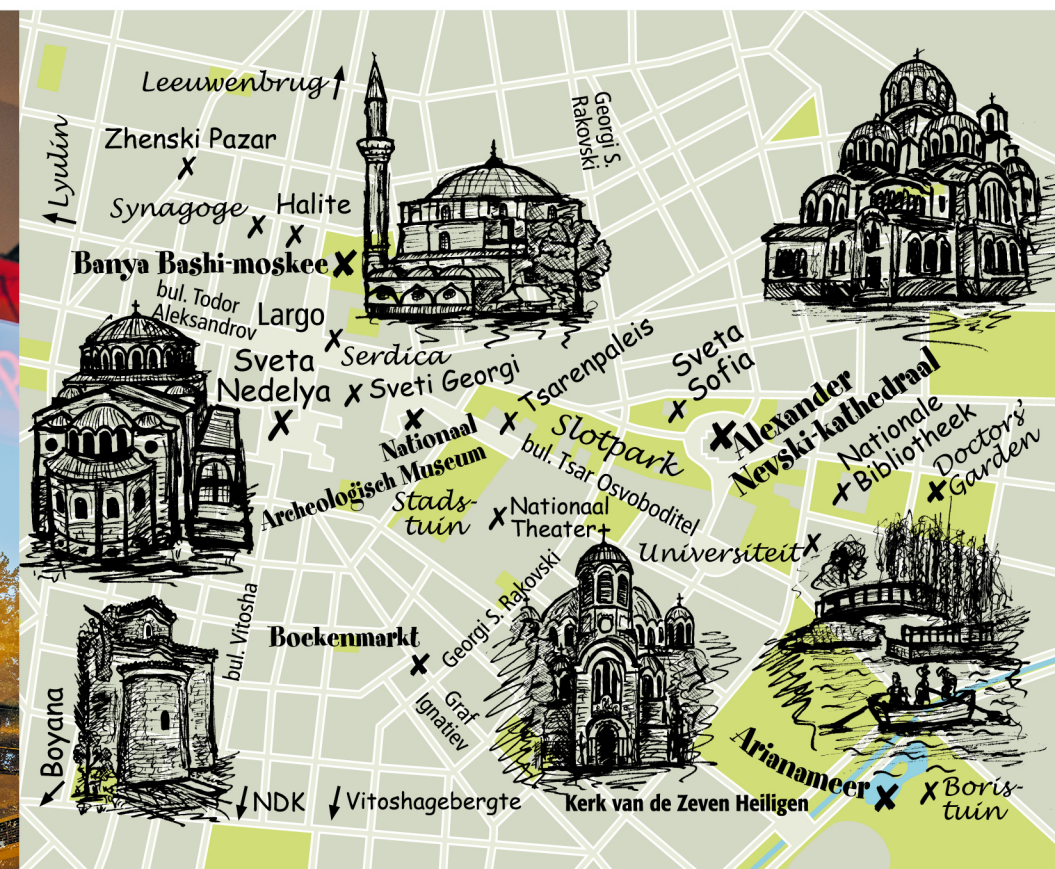 Leeuwenbrug
Georgi S.
Rakovski
Zhenski Pazar
Lyulin
Synagoge
Halite
Banya Bashi-moskee
bul. Todor
Aleksandrov
Largo
Serdica
Sveta
Nedelya
Sveti Georgi
Tsarenpaleis
Sveta
Sofia
Nationaal
Archeologisch Museum
Slotpark
Alexander
Nevski-kathedraal
Nationale
Bibliotheek
Doctors'
Garden
bul. Tsar Osvoboditel
Stads-
tuin
Nationaal
Theater
Universiteit
bul. Vitosha
Boekenmarkt
Georgi S. Rakovski
Graf
Ignatiev
Boyana
NDK
Vitoshagebergte
Kerk van de Zeven Heiligen
Arianameer
Boris-
tuin